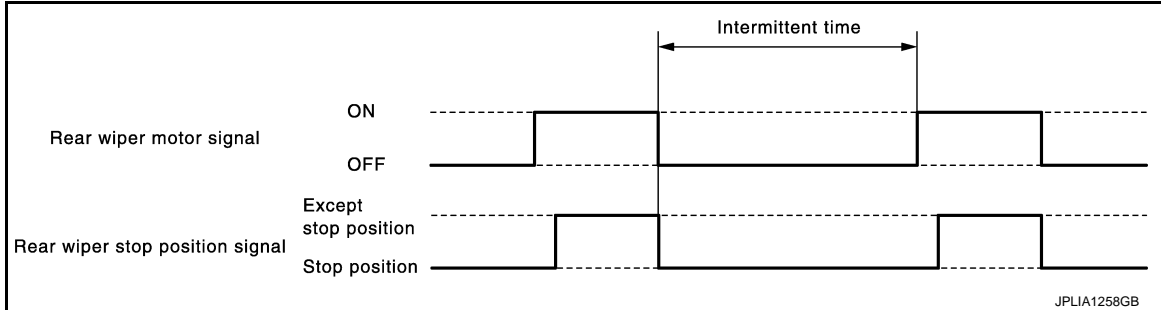 Intermittent time
Rear wiper motor signal
ON
OFF
Rear wiper stop position signal
Except
stop position
Stop position
JPLIA1258GB